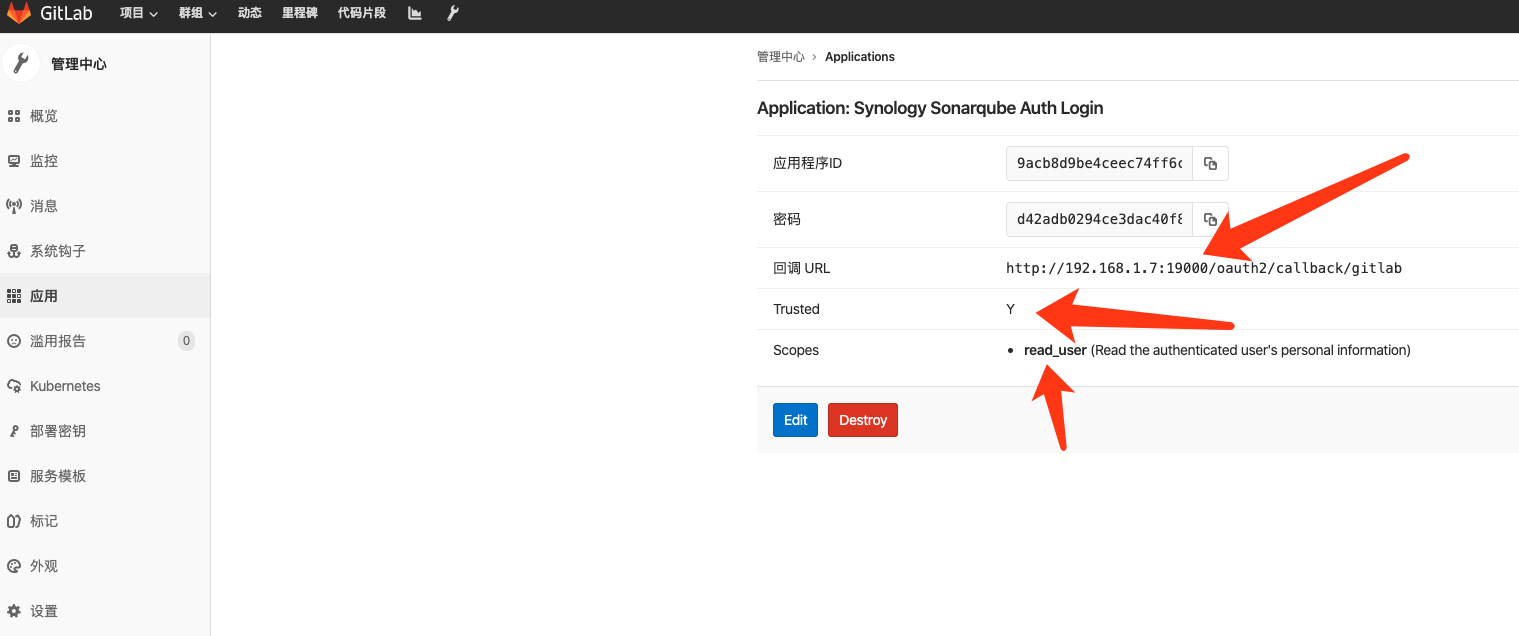 GitLab 项目 群组 动态 里程碑 代码片段
管理中心
概览
监控
消息
系统钩子
应用
滥用报告 0
Kubernetes
部署密钥
服务模板
标记
外观
设置
管理中心 › Applications
Application: Synology Sonarqube Auth Login
应用程序ID 9acb8d9be4ceec74ff6c
密码 d42adb0294ce3dac40f8
回调 URL http://192.168.1.7:19000/oauth2/callback/gitlab
Trusted Y
Scopes • read_user (Read the authenticated user's personal information)
Edit Destroy